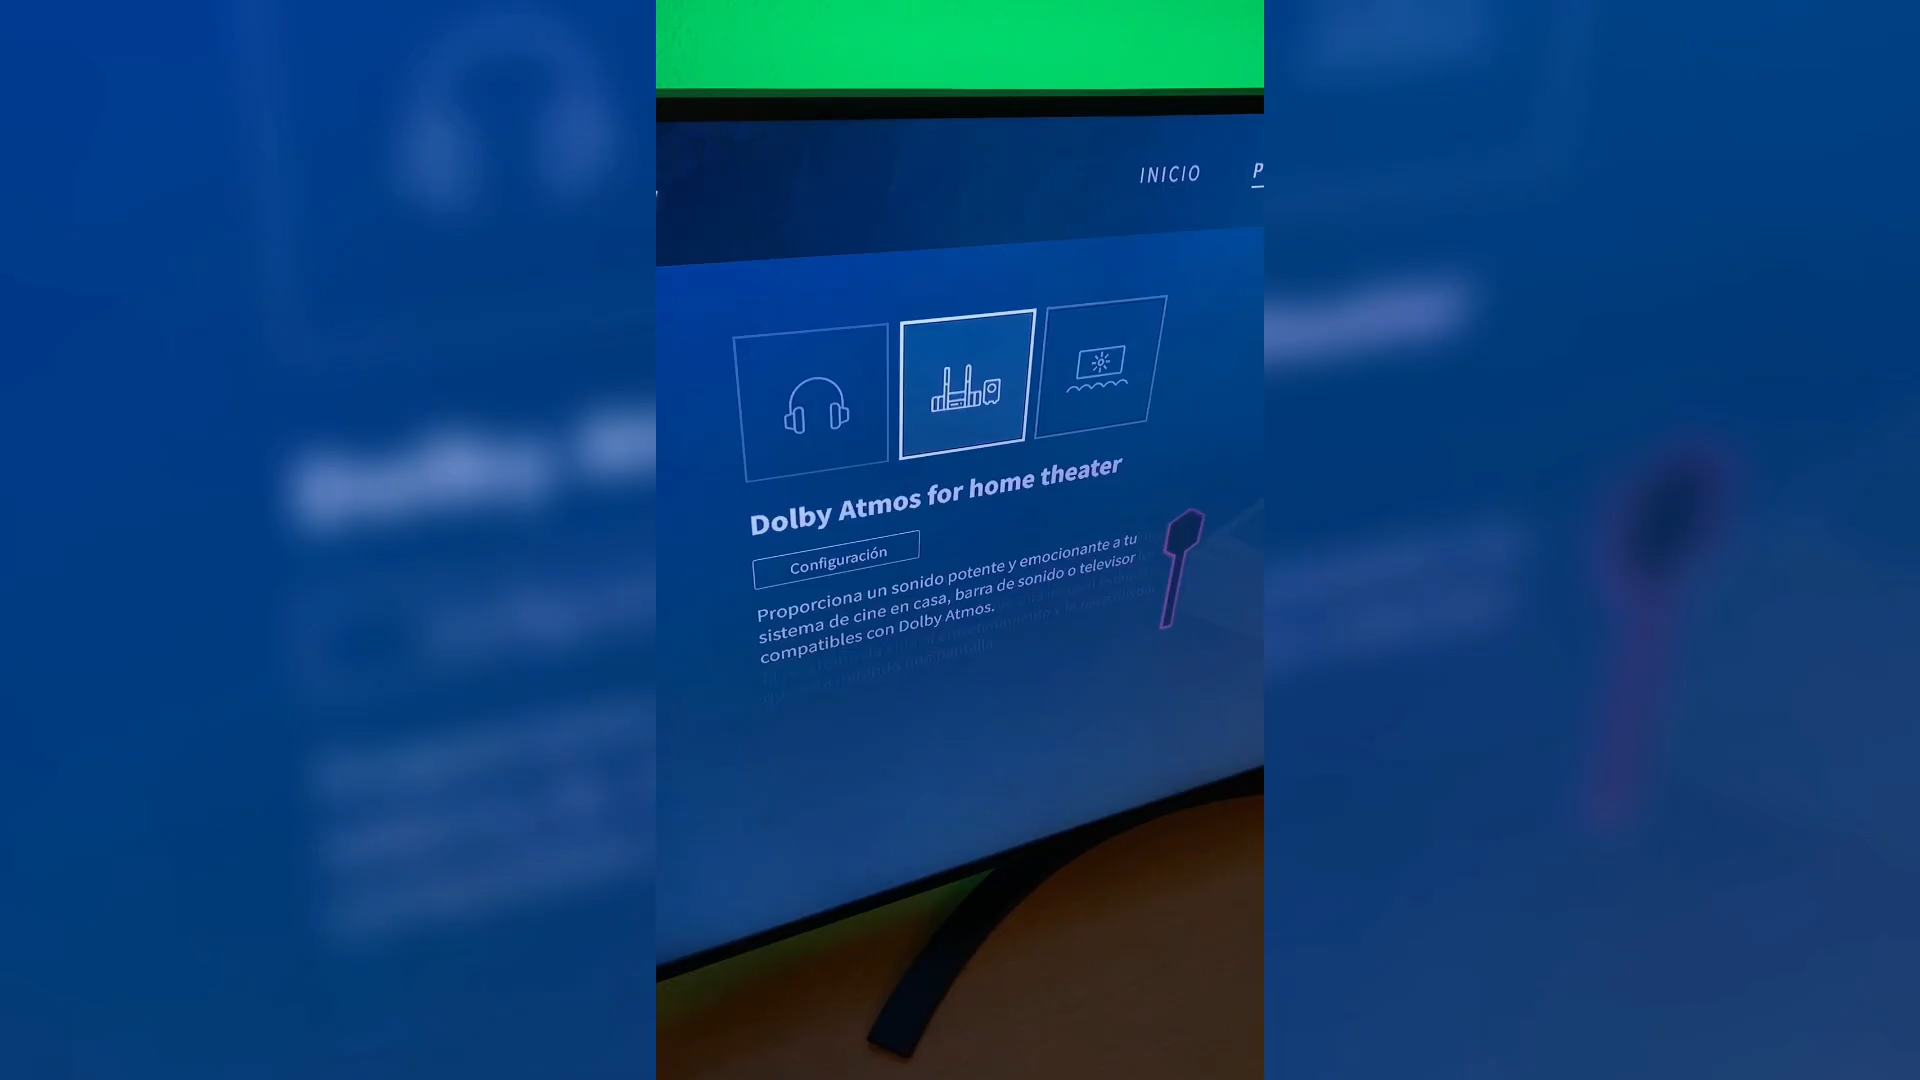 INICIO
Dolby Atmos for home theater
Configuración
Proporciona un sonido potente y emocionante a tu
sistema de cine en casa, barra de sonido o televisor
compatibles con Dolby Atmos.